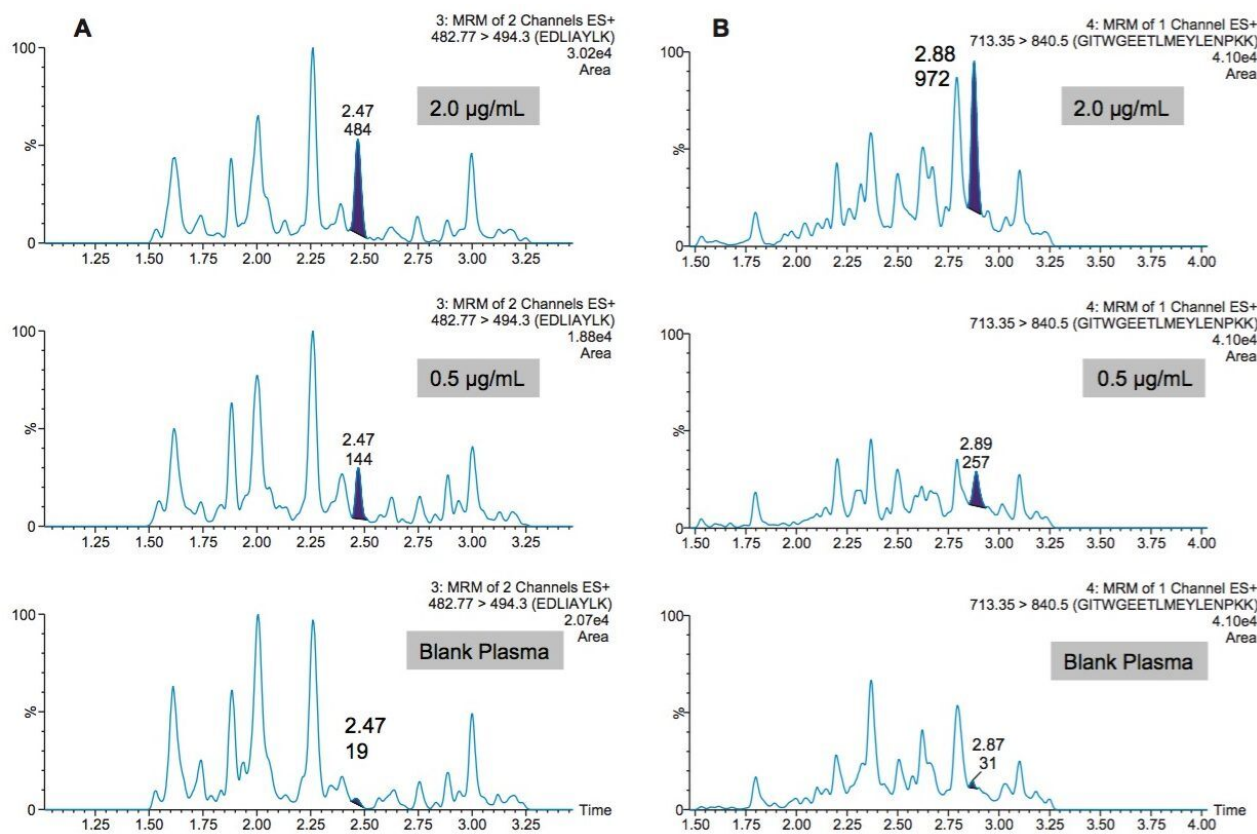 A
3: MRM of 2 Channels ES+
482.77 > 494.3 (EDLIAYLK)
3.02e4
Area
100
%
0
2.0 µg/mL
2.47
484
1.25 1.50 1.75 2.00 2.25 2.50 2.75 3.00 3.25
3: MRM of 2 Channels ES+
482.77 > 494.3 (EDLIAYLK)
1.88e4
Area
100
%
0
0.5 µg/mL
2.47
144
1.25 1.50 1.75 2.00 2.25 2.50 2.75 3.00 3.25
3: MRM of 2 Channels ES+
482.77 > 494.3 (EDLIAYLK)
2.07e4
Area
100
%
0
Blank Plasma
2.47
19
1.25 1.50 1.75 2.00 2.25 2.50 2.75 3.00 3.25
Time
B
4: MRM of 1 Channel ES+
713.35 > 840.5 (GITWGEETLMEYLENPKK)
4.10e4
Area
100
%
0
2.88
972
2.0 µg/mL
1.50 1.75 2.00 2.25 2.50 2.75 3.00 3.25 3.50 3.75 4.00
4: MRM of 1 Channel ES+
713.35 > 840.5 (GITWGEETLMEYLENPKK)
4.10e4
Area
100
%
0
0.5 µg/mL
2.89
257
1.50 1.75 2.00 2.25 2.50 2.75 3.00 3.25 3.50 3.75 4.00
4: MRM of 1 Channel ES+
713.35 > 840.5 (GITWGEETLMEYLENPKK)
4.10e4
Area
100
%
0
Blank Plasma
2.87
31
1.50 1.75 2.00 2.25 2.50 2.75 3.00 3.25 3.50 3.75 4.00
Time